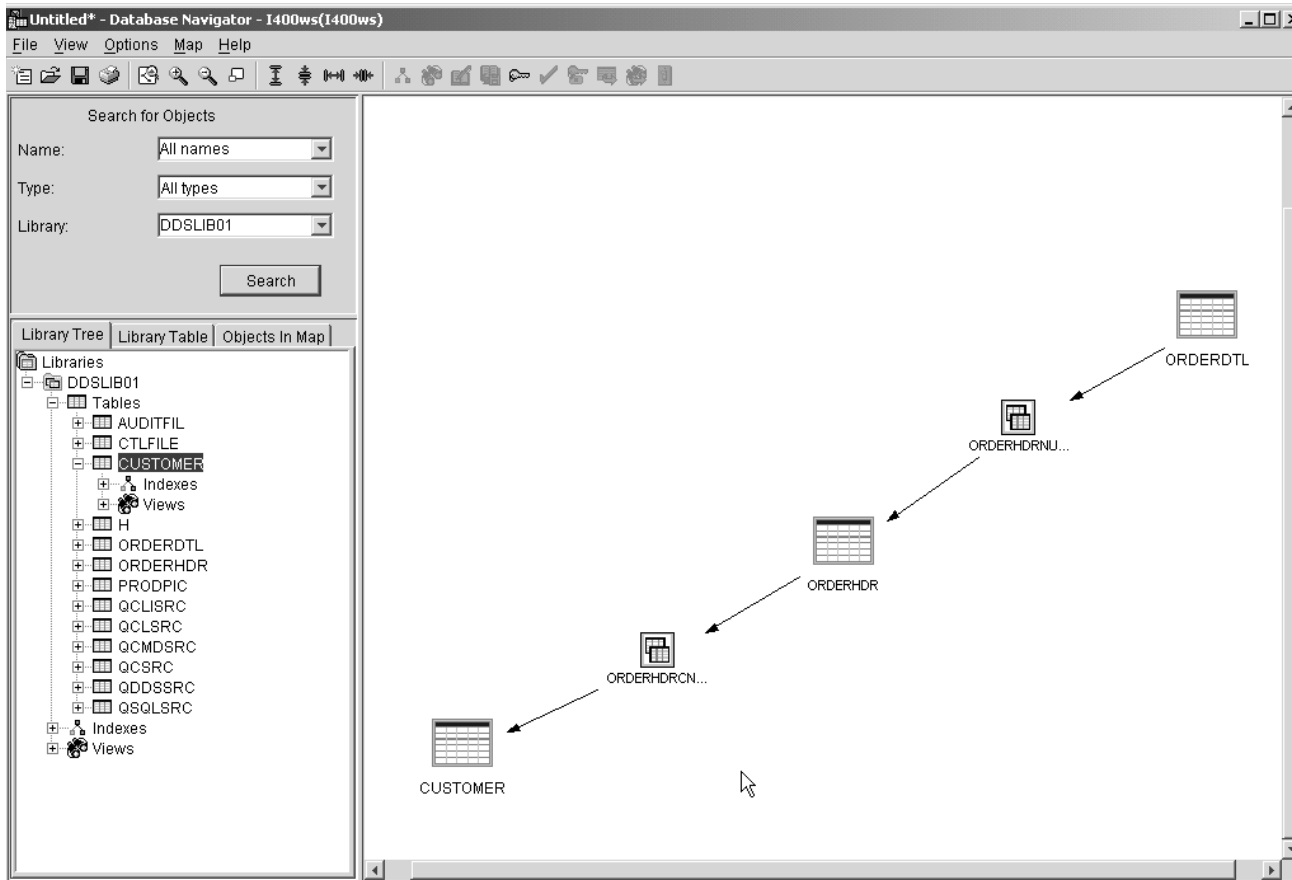 Untitled* - Database Navigator - I400ws(I400ws)
File View Options Map Help
Search for Objects
Name: All names
Type: All types
Library: DDSLIB01
Search
Library Tree Library Table Objects In Map
Libraries
DDSLIB01
Tables
AUDITFIL
CTLFILE
CUSTOMER
Indexes
Views
H
ORDERDTL
ORDERHDR
PRODPIC
QCLISRC
QCLSRC
QCMDSRC
QCSRC
QDDSSRC
QSQLSRC
Indexes
Views
ORDERDTL
ORDERHDRNU...
ORDERHDR
ORDERHDRCN...
CUSTOMER